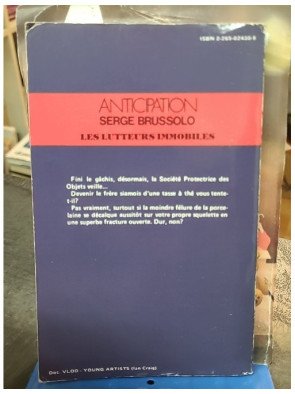 ISBN 2-265-02430-5
ANTICIPATION
SERGE BRUSSOLO
LES LUTTEURS IMMOBILES
Fini le gâchis, désormais, la Société Protectrice des
Objets veille...
Devenir le frère siamois d'une tasse à thé vous tente-
t-il?
Pas vraiment, surtout si la moindre fêlure de la porce-
laine se décalque aussitôt sur votre propre squelette en
une superbe fracture ouverte. Dur, non?
Doc. VLOO - YOUNG ARTISTS (Ian Craig)